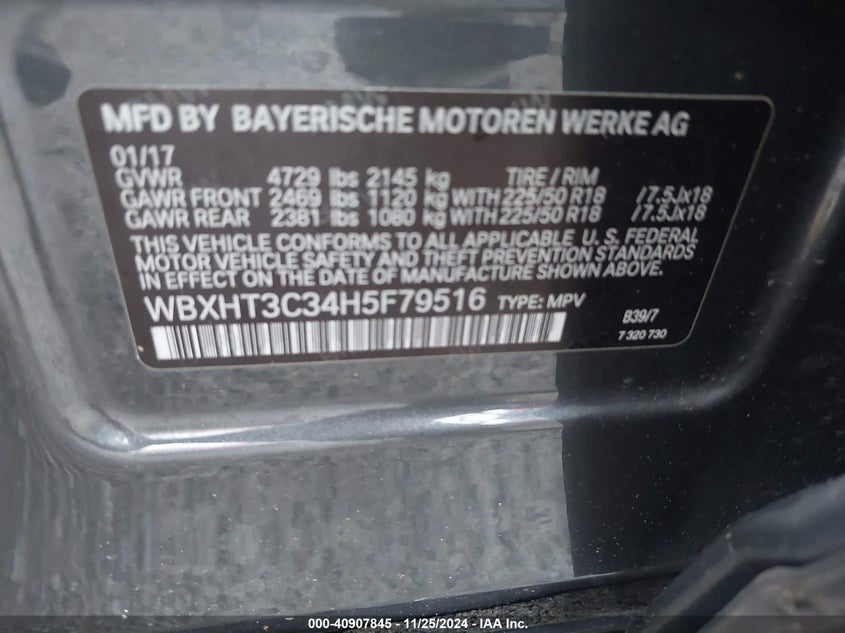 MFD BY BAYERISCHE MOTOREN WERKE AG
01/17
GVWR 4729 lbs 2145 kg TIRE / RIM
GAWR FRONT 2469 lbs 1120 kg WITH 225/50 R18 / 7.5Jx18
GAWR REAR 2381 lbs 1080 kg WITH 225/50 R18 / 7.5Jx18
THIS VEHICLE CONFORMS TO ALL APPLICABLE U. S. FEDERAL
MOTOR VEHICLE SAFETY AND THEFT PREVENTION STANDARDS
IN EFFECT ON THE DATE OF MANUFACTURE SHOWN ABOVE.
WBXHT3C34H5F79516 TYPE: MPV B39/7
7 320 730
000-40907845 — 11/25/2024 — IAA Inc.